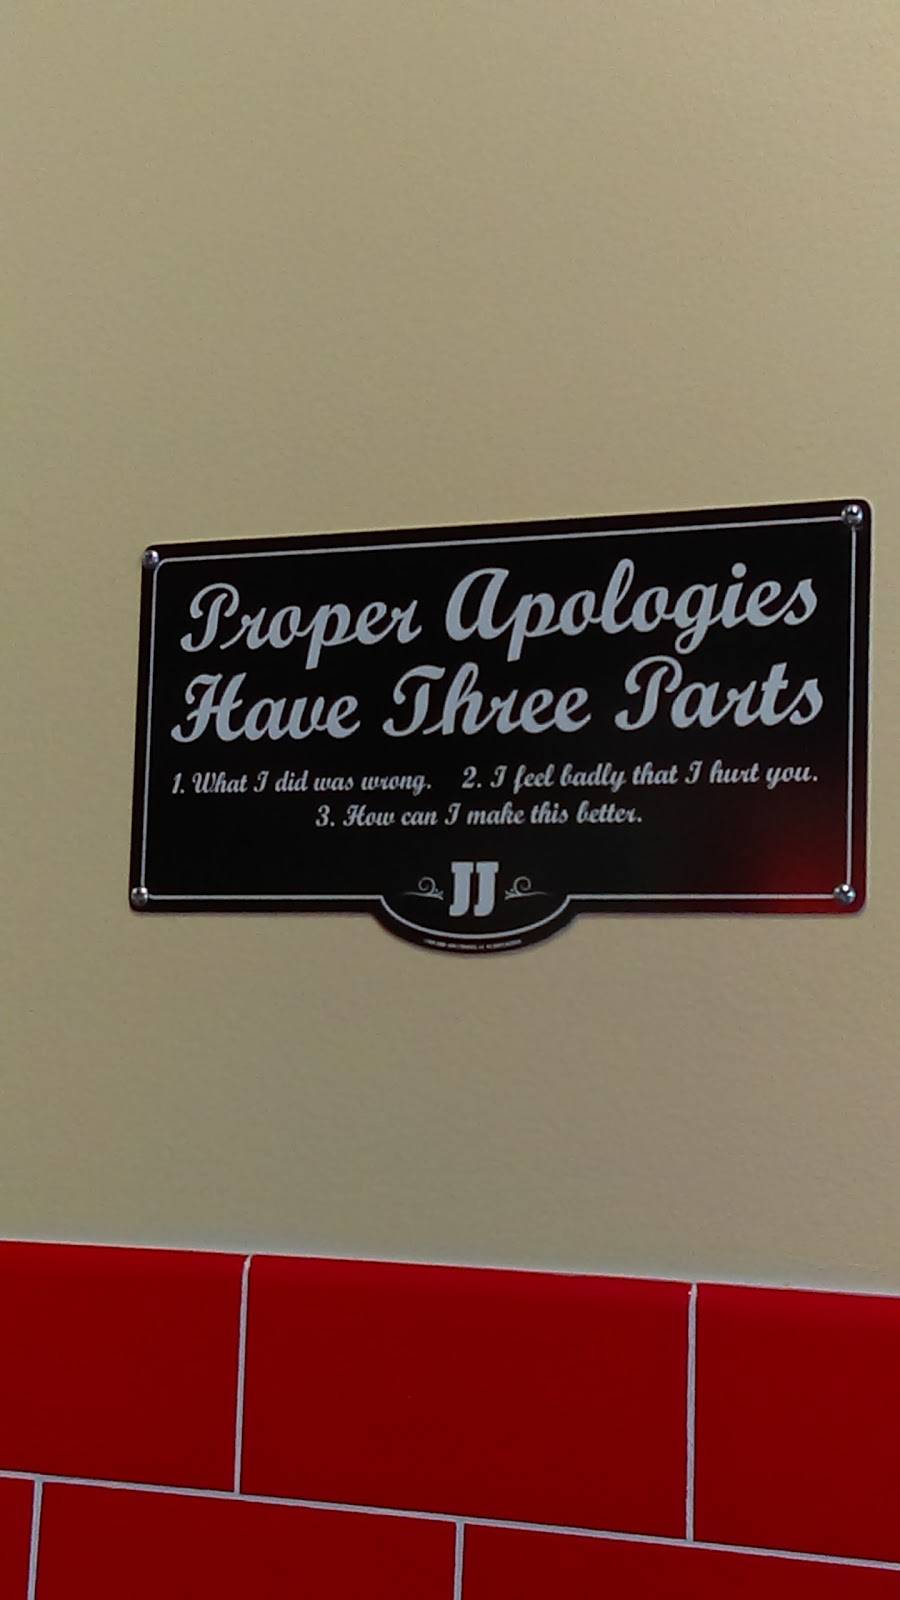 Proper Apologies
Have Three Parts
1. What I did was wrong. 2. I feel badly that I hurt you.
3. How can I make this better.
JJ